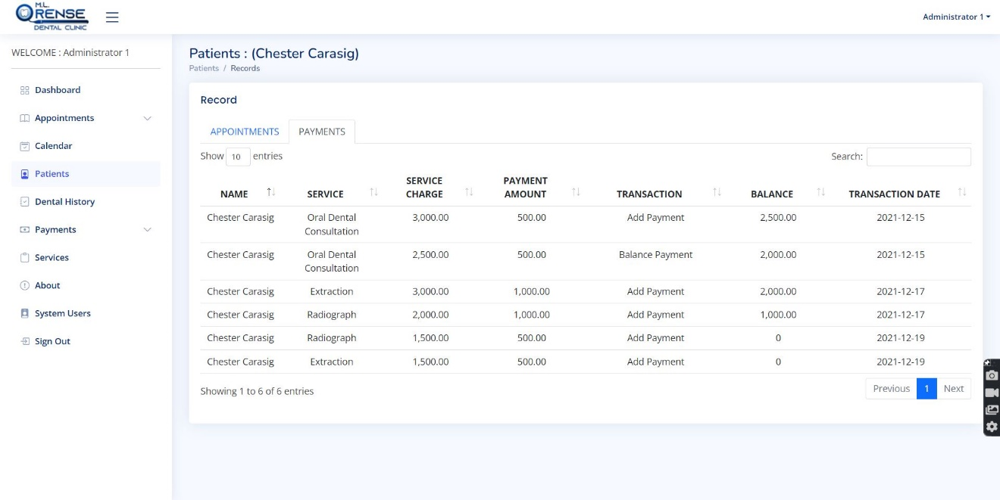 M.L.
ORENSE
DENTAL CLINIC
Administrator 1
WELCOME : Administrator 1
Dashboard
Appointments
Calendar
Patients
Dental History
Payments
Services
About
System Users
Sign Out
Patients : (Chester Carasig)
Patients / Records
Record
APPOINTMENTS PAYMENTS
Show 10 entries Search:
NAME SERVICE SERVICE CHARGE PAYMENT AMOUNT TRANSACTION BALANCE TRANSACTION DATE
Chester Carasig Oral Dental Consultation 3,000.00 500.00 Add Payment 2,500.00 2021-12-15
Chester Carasig Oral Dental Consultation 2,500.00 500.00 Balance Payment 2,000.00 2021-12-15
Chester Carasig Extraction 3,000.00 1,000.00 Add Payment 2,000.00 2021-12-17
Chester Carasig Radiograph 2,000.00 1,000.00 Add Payment 1,000.00 2021-12-17
Chester Carasig Radiograph 1,500.00 500.00 Add Payment 0 2021-12-19
Chester Carasig Extraction 1,500.00 500.00 Add Payment 0 2021-12-19
Showing 1 to 6 of 6 entries
Previous 1 Next